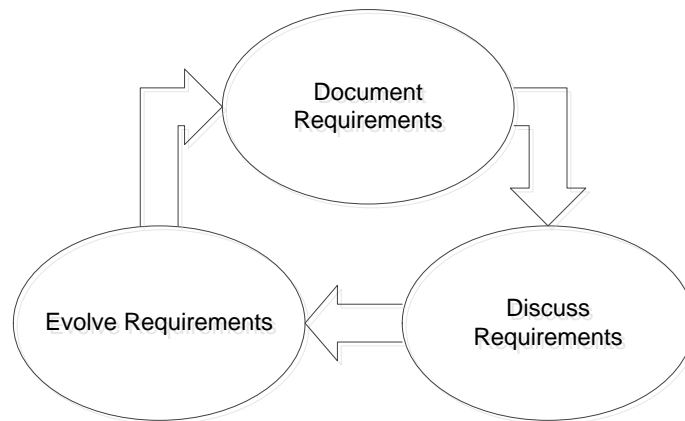 Document
Requirements
Evolve Requirements
Discuss
Requirements